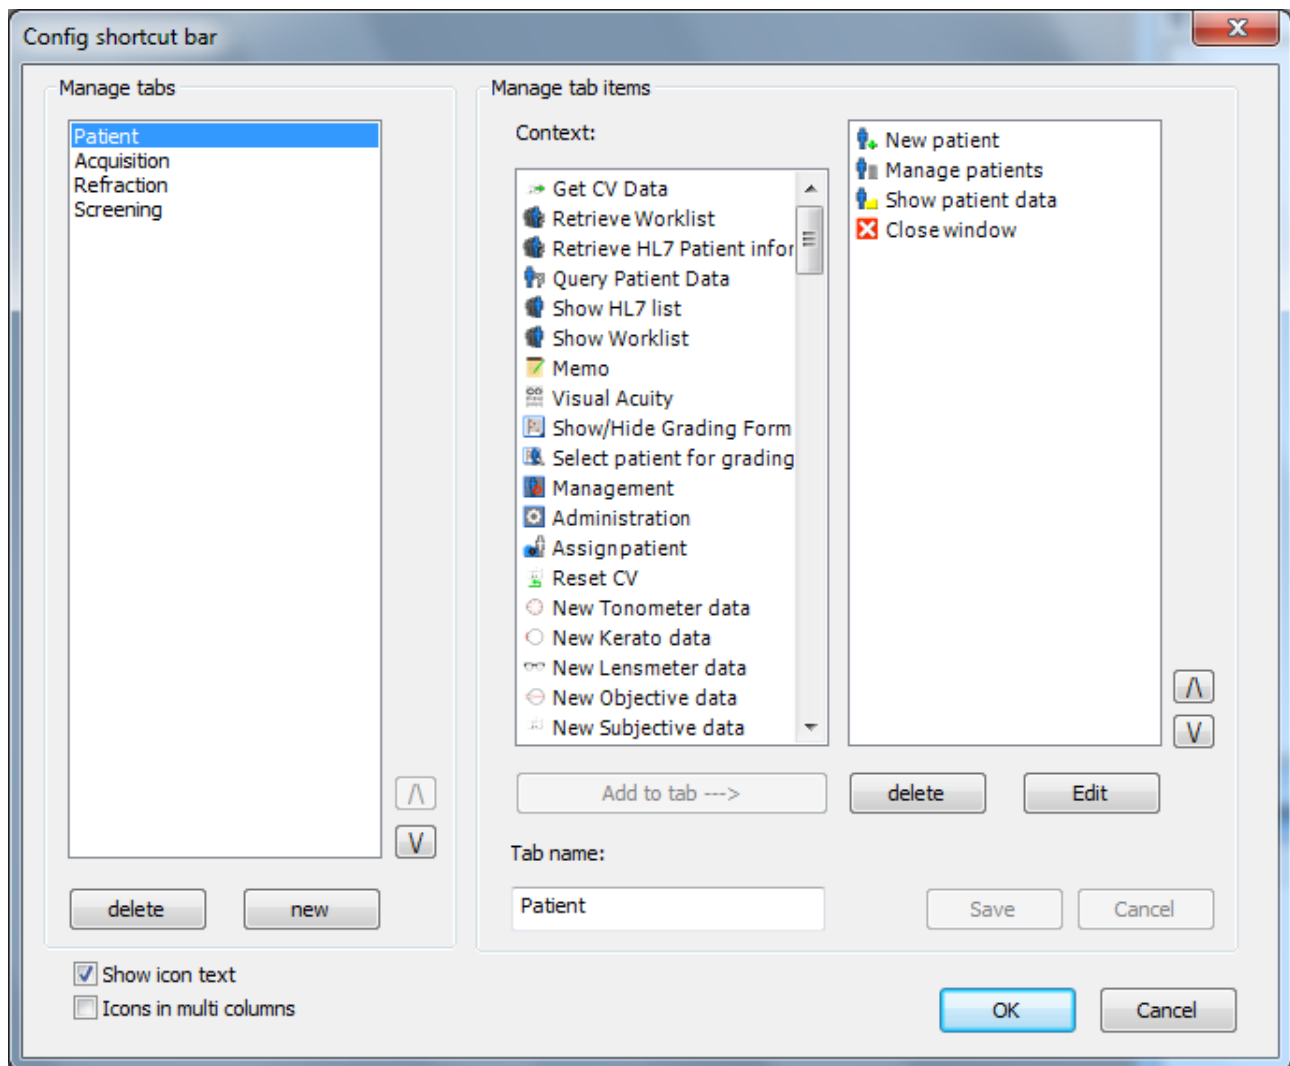 Config shortcut bar
Manage tabs
Patient
Acquisition
Refraction
Screening
/\
\/
delete
new
Manage tab items
Context:
Get CV Data
Retrieve Worklist
Retrieve HL7 Patient infor
Query Patient Data
Show HL7 list
Show Worklist
Memo
Visual Acuity
Show/Hide Grading Form
Select patient for grading
Management
Administration
Assign patient
Reset CV
New Tonometer data
New Kerato data
New Lensmeter data
New Objective data
New Subjective data
New patient
Manage patients
Show patient data
Close window
/\
\/
Add to tab --->
delete
Edit
Tab name:
Patient
Save
Cancel
Show icon text
Icons in multi columns
OK
Cancel